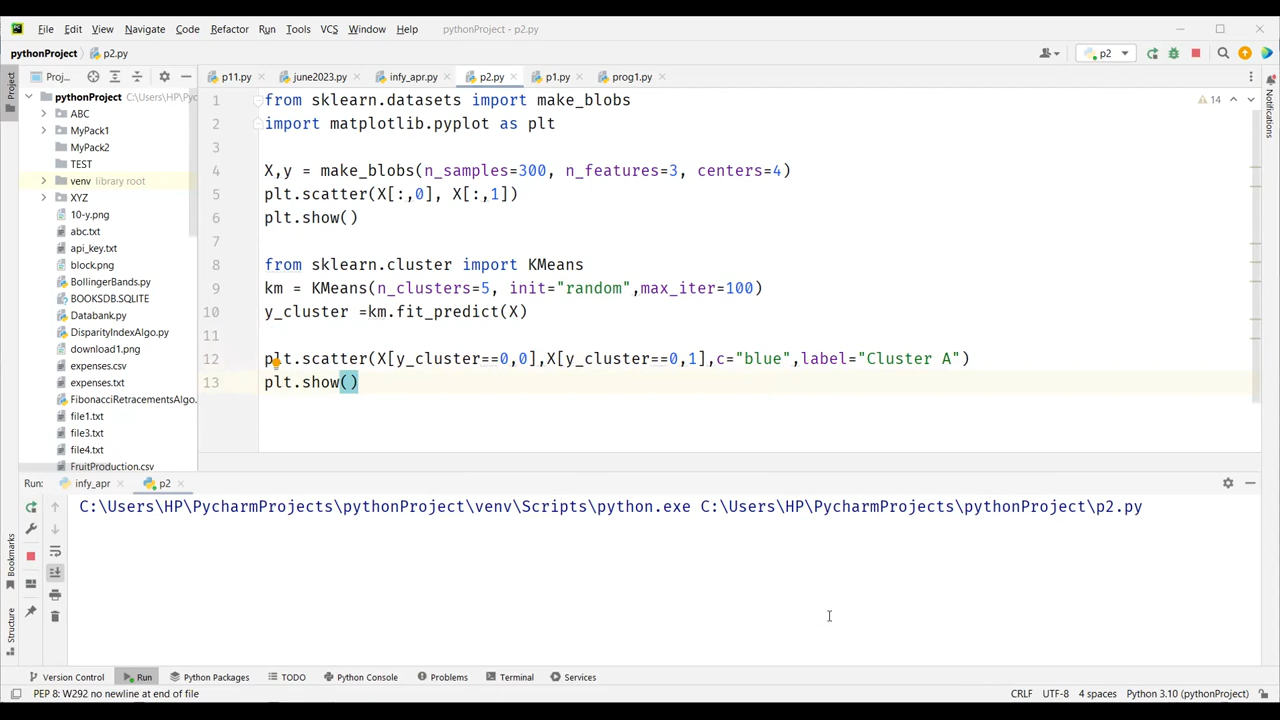 File Edit View Navigate Code Refactor Run Tools VCS Window Help pythonProject - p2.py
pythonProject p2.py p2
Proj... p11.py june2023.py infy_apr.py p2.py p1.py prog1.py
Project
Notifications
pythonProject C:\Users\HP\Pych
ABC
MyPack1
MyPack2
TEST
venv library root
XYZ
10-y.png
abc.txt
api_key.txt
block.png
BollingerBands.py
BOOKSDB.SQLITE
Databank.py
DisparityIndexAlgo.py
download1.png
expenses.csv
expenses.txt
FibonacciRetracementsAlgo.
file1.txt
file3.txt
file4.txt
FruitProduction.csv
14
1 from sklearn.datasets import make_blobs
2 import matplotlib.pyplot as plt
3
4 X,y = make_blobs(n_samples=300, n_features=3, centers=4)
5 plt.scatter(X[:,0], X[:,1])
6 plt.show()
7
8 from sklearn.cluster import KMeans
9 km = KMeans(n_clusters=5, init="random",max_iter=100)
10 y_cluster =km.fit_predict(X)
11
12 plt.scatter(X[y_cluster==0,0],X[y_cluster==0,1],c="blue",label="Cluster A")
13 plt.show()
Run: infy_apr p2
C:\Users\HP\PycharmProjects\pythonProject\venv\Scripts\python.exe C:\Users\HP\PycharmProjects\pythonProject\p2.py
Bookmarks
Structure
Version Control Run Python Packages TODO Python Console Problems Terminal Services
PEP 8: W292 no newline at end of file CRLF UTF-8 4 spaces Python 3.10 (pythonProject)